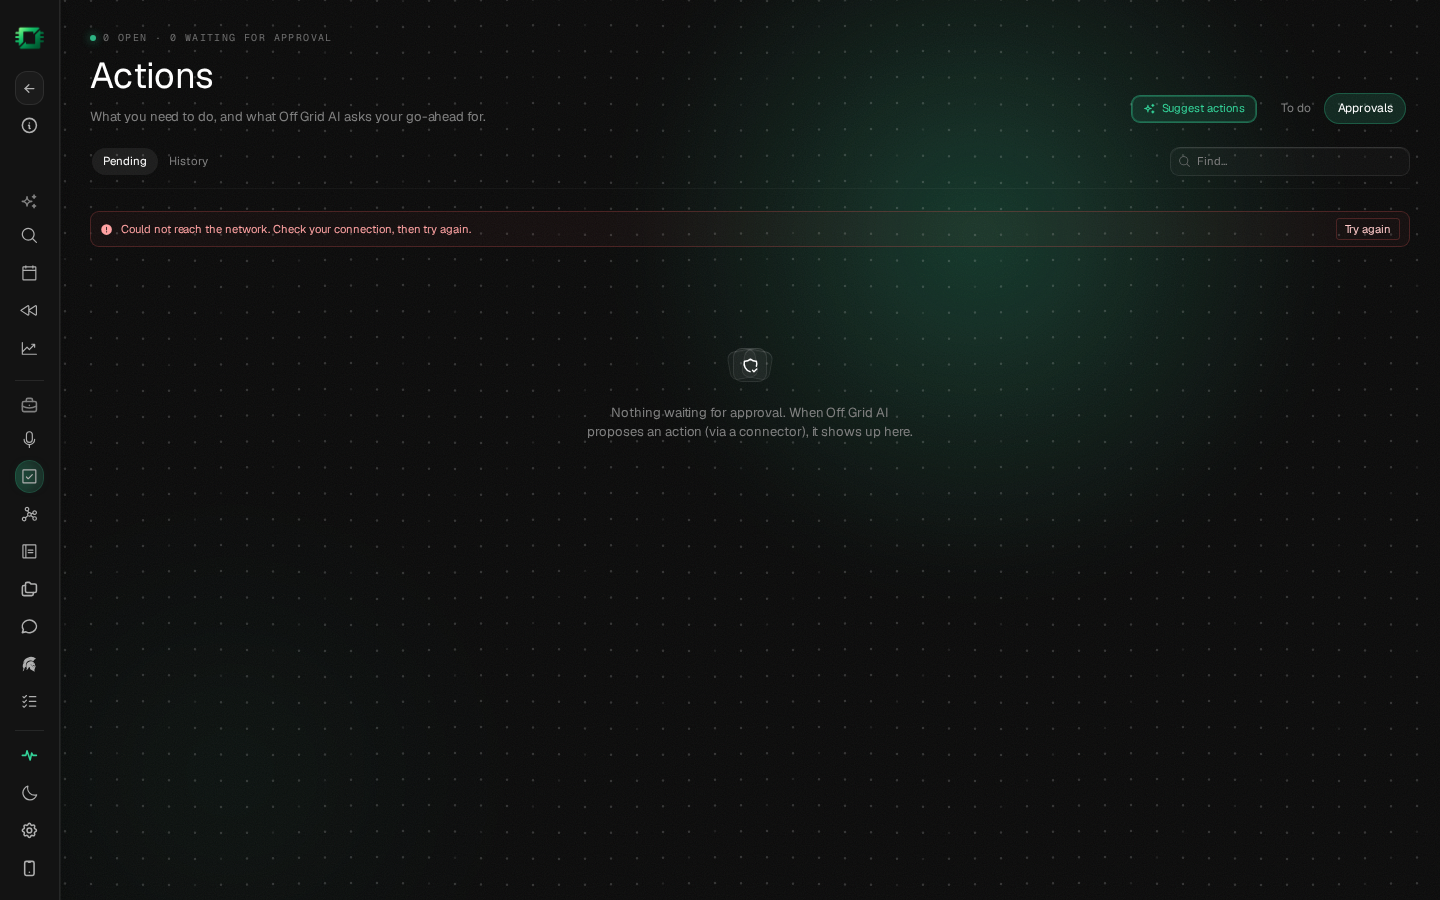 0 OPEN · 0 WAITING FOR APPROVAL
Actions
What you need to do, and what Off Grid AI asks your go-ahead for.
Suggest actions
To do
Approvals
Pending
History
Find...
Could not reach the network. Check your connection, then try again.
Try again
Nothing waiting for approval. When Off Grid AI
proposes an action (via a connector), it shows up here.